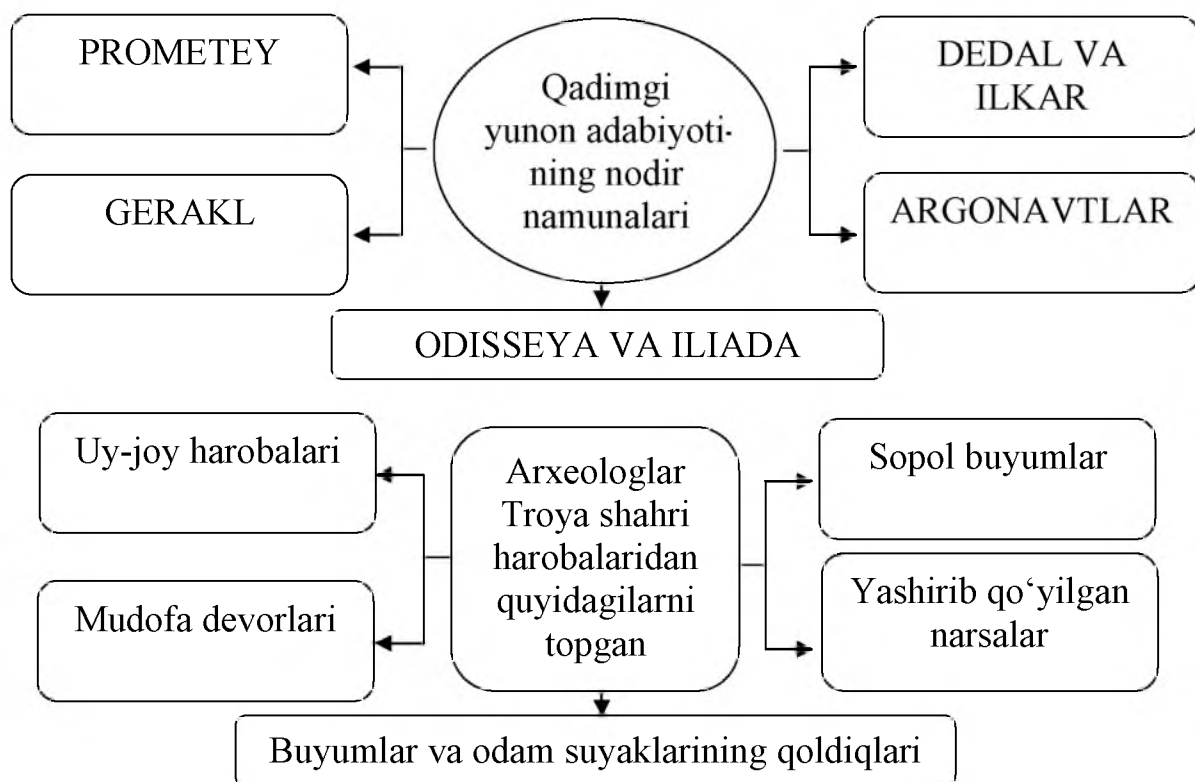 PROMETEY
GERAKL
Qadimgi
yunon adabiyoti-
ning nodir
namunalari
DEDAL VA
ILKAR
ARGONAVTLAR
ODISSEYA VA ILIADA
Uy-joy harobalari
Mudofa devorlari
Arxeologlar
Troya shahri
harobalaridan
quyidagilarni
topgan
Sopol buyumlar
Yashirib qo‘yilgan
narsalar
Buyumlar va odam suyaklarining qoldiqlari